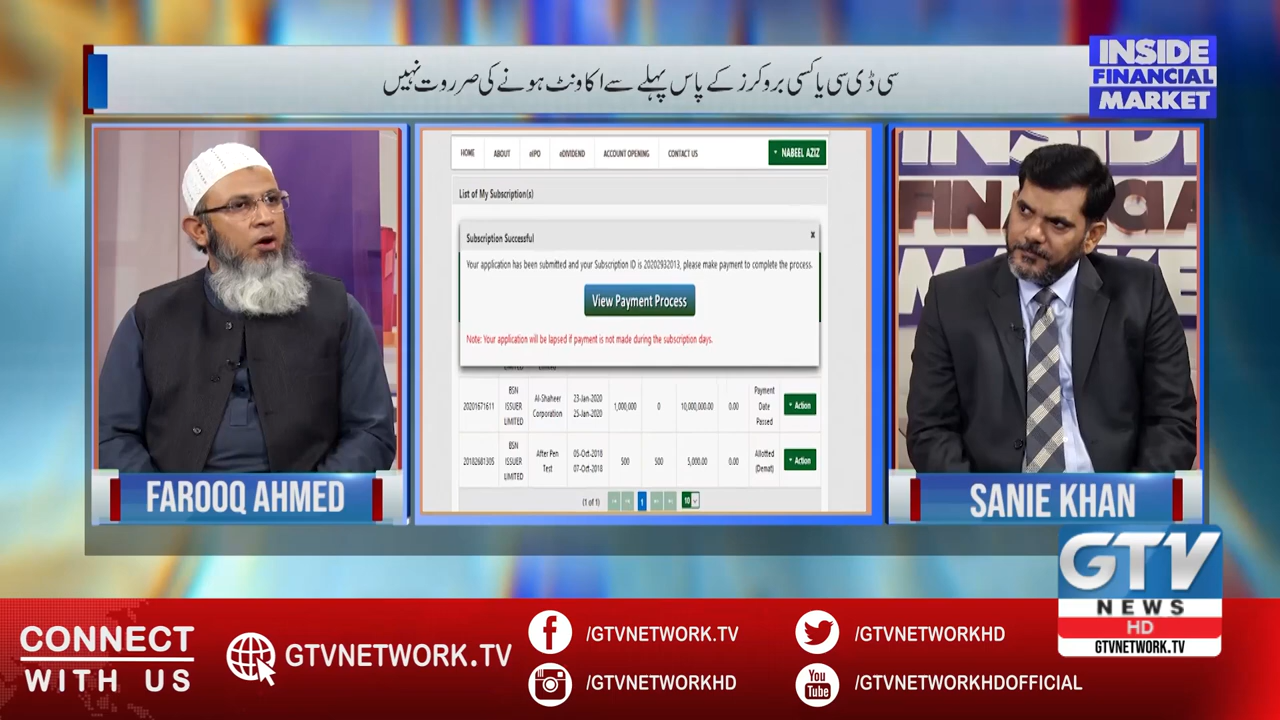 سی ڈی سی یا کسی بروکرز کے پاس پہلے سے اکاونٹ ہونے کی صرروت نہیں
INSIDE
FINANCIAL
MARKET
HOME ABOUT eIPO eDIVIDEND ACCOUNT OPENING CONTACT US NABEEL AZIZ
List of My Subscription(s)
Subscription Successful x
Your application has been submitted and your Subscription ID is 20202932013, please make payment to complete the process.
View Payment Process
Note: Your application will be lapsed if payment is not made during the subscription days.
LIMITED
20201671611 BSN ISSUER LIMITED Al-Shaheer Corporation 23-Jan-2020 25-Jan-2020 1,000,000 0 10,000,000.00 0.00 Payment Date Passed Action
20182681305 BSN ISSUER LIMITED After Pen Test 05-Oct-2018 07-Oct-2018 500 500 5,000.00 0.00 Allotted (Demat) Action
(1 of 1) 1 10
INSIDE
FINANCIA
MARKE
FAROOQ AHMED
SANIE KHAN
GTV
NEWS
HD
GTVNETWORK.TV
CONNECT
WITH US
GTVNETWORK.TV
/GTVNETWORK.TV
/GTVNETWORKHD
/GTVNETWORKHD
You
Tube
/GTVNETWORKHDOFFICIAL